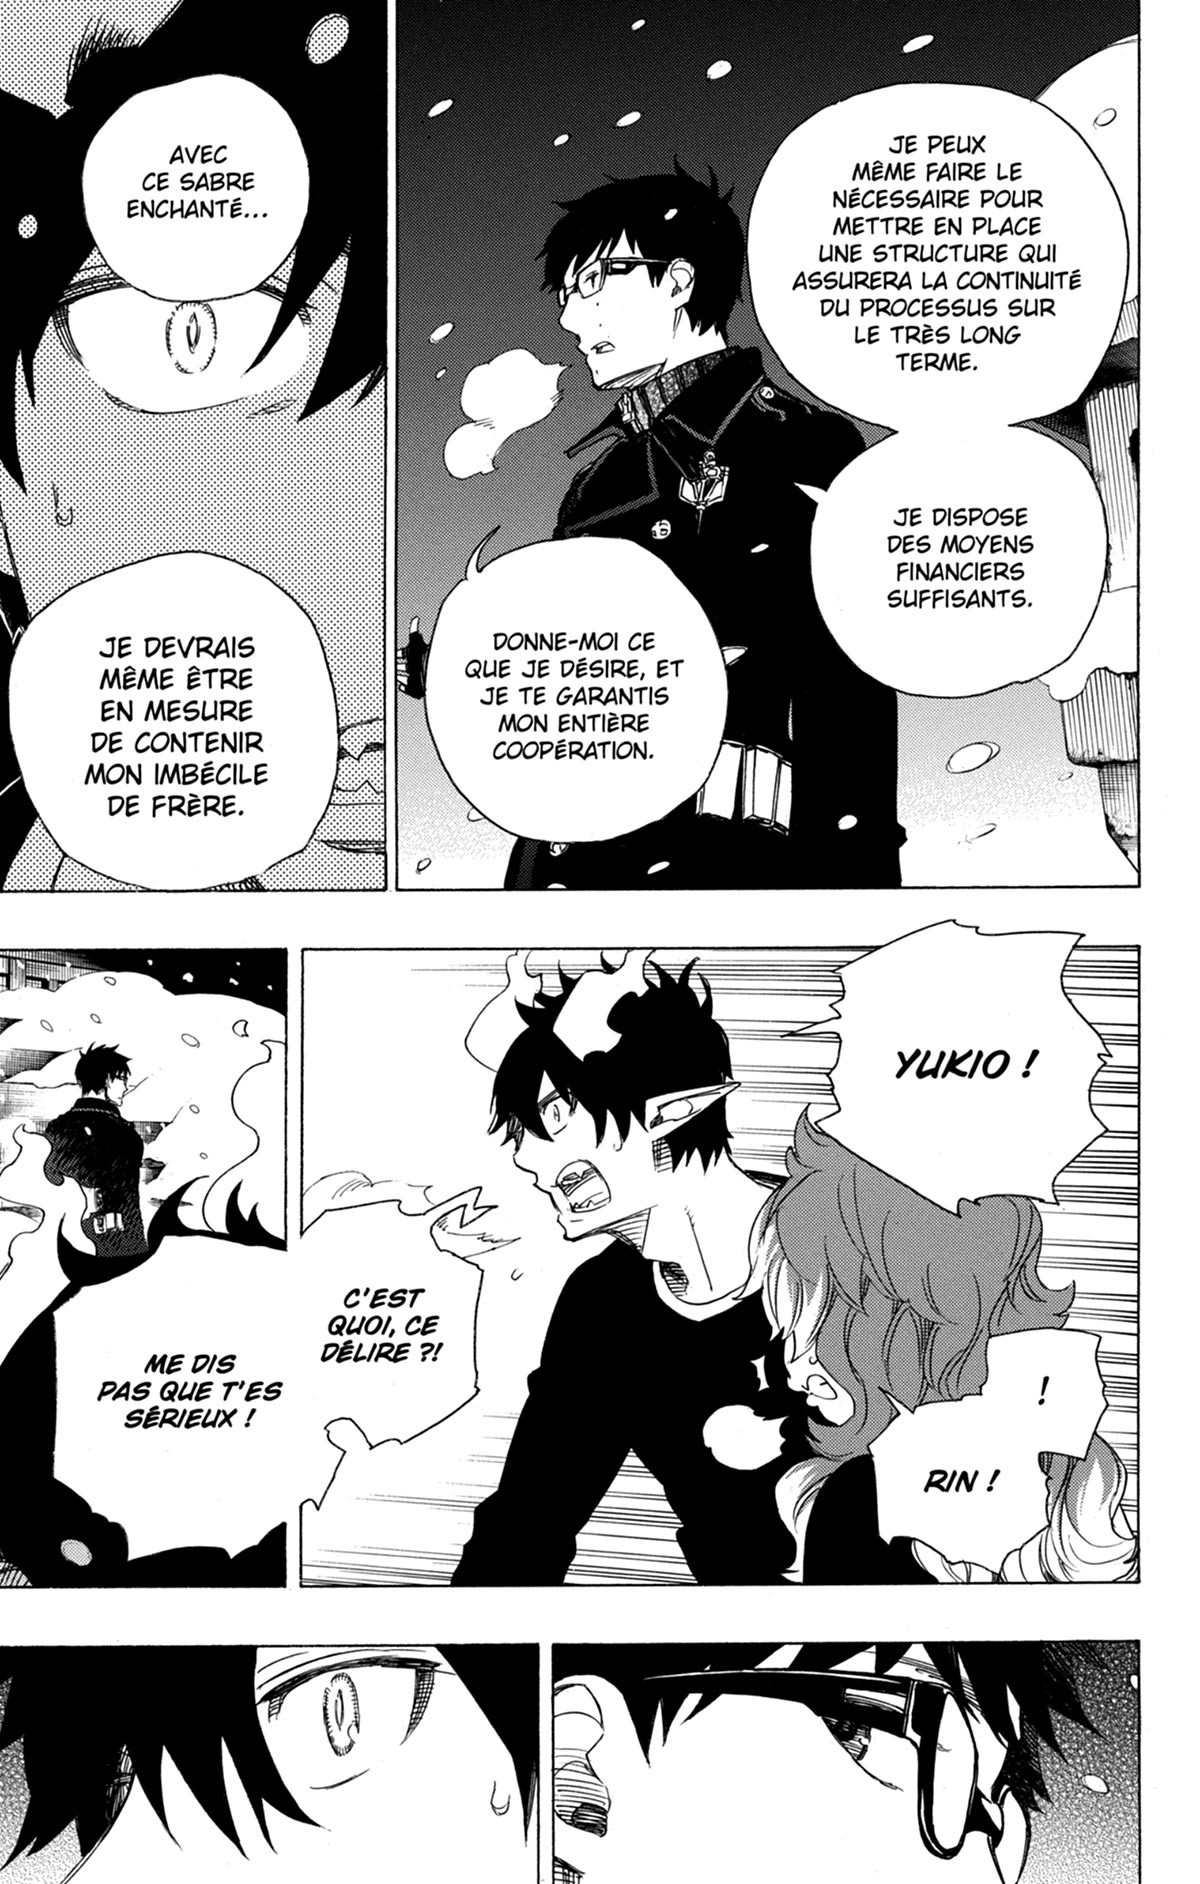 JE PEUX
MÊME FAIRE LE
NÉCESSAIRE POUR
METTRE EN PLACE
UNE STRUCTURE QUI
ASSURERA LA CONTINUITÉ
DU PROCESSUS SUR
LE TRÈS LONG
TERME.
JE DISPOSE
DES MOYENS
FINANCIERS
SUFFISANTS.
DONNE-MOI CE
QUE JE DÉSIRE, ET
JE TE GARANTIS
MON ENTIÈRE
COOPÉRATION.
AVEC
CE SABRE
ENCHANTÉ...
JE DEVRAIS
MÊME ÊTRE
EN MESURE
DE CONTENIR
MON IMBÉCILE
DE FRÈRE.
YUKIO !
!
RIN !
C'EST
QUOI, CE
DÉLIRE ?!
ME DIS
PAS QUE T'ES
SÉRIEUX !